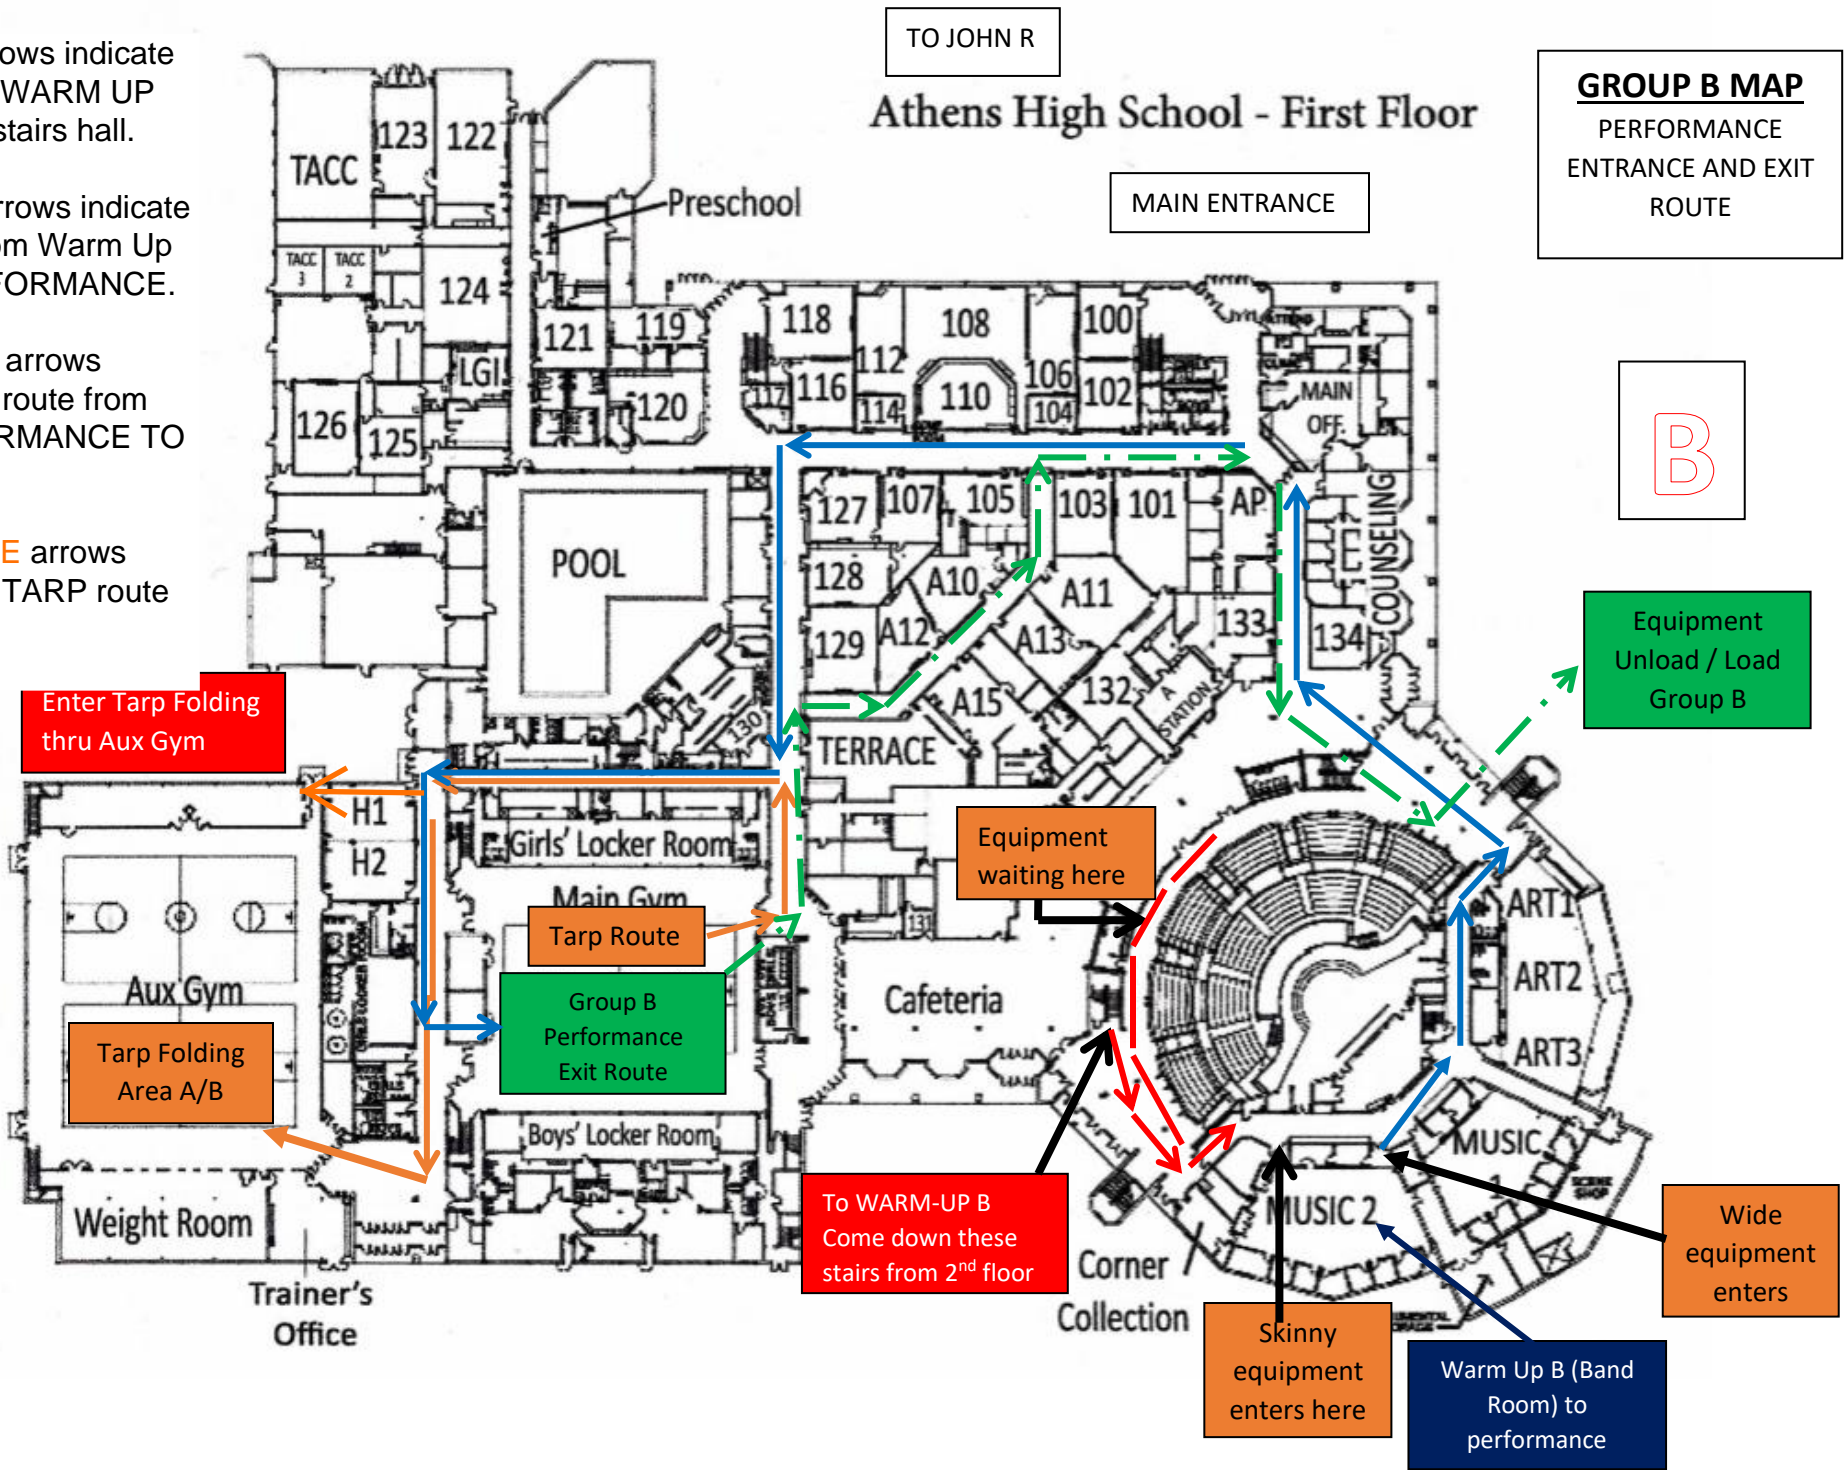 TO JOHN R
Athens High School - First Floor
MAIN ENTRANCE
GROUP B MAP
PERFORMANCE
ENTRANCE AND EXIT
ROUTE
B
ows indicate
WARM UP
stairs hall.
rrows indicate
om Warm Up
FORMANCE.
arrows
route from
RMANCE TO
E arrows
TARP route
TACC
123
122
Preschool
TACC
3
TACC
2
124
121
119
LGI
120
126
125
118
112
108
100
117
116
114
110
106
104
102
MAIN
OFF.
COUNSELING
POOL
127
107
105
103
101
AP
128
A10
A11
129
A12
A13
133
134
132
A
STATION
A15
130
TERRACE
Enter Tarp Folding
thru Aux Gym
H1
H2
Girls' Locker Room
Main Gym
Tarp Route
131
Cafeteria
Aux Gym
Tarp Folding
Area A/B
Group B
Performance
Exit Route
Boys' Locker Room
Weight Room
Trainer's
Office
Equipment
waiting here
Equipment
Unload / Load
Group B
ART1
ART2
ART3
MUSIC
MUSIC 2
SCENE
SHOP
To WARM-UP B
Come down these
stairs from 2nd floor
Corner
Collection
Skinny
equipment
enters here
Wide
equipment
enters
Warm Up B (Band
Room) to
performance